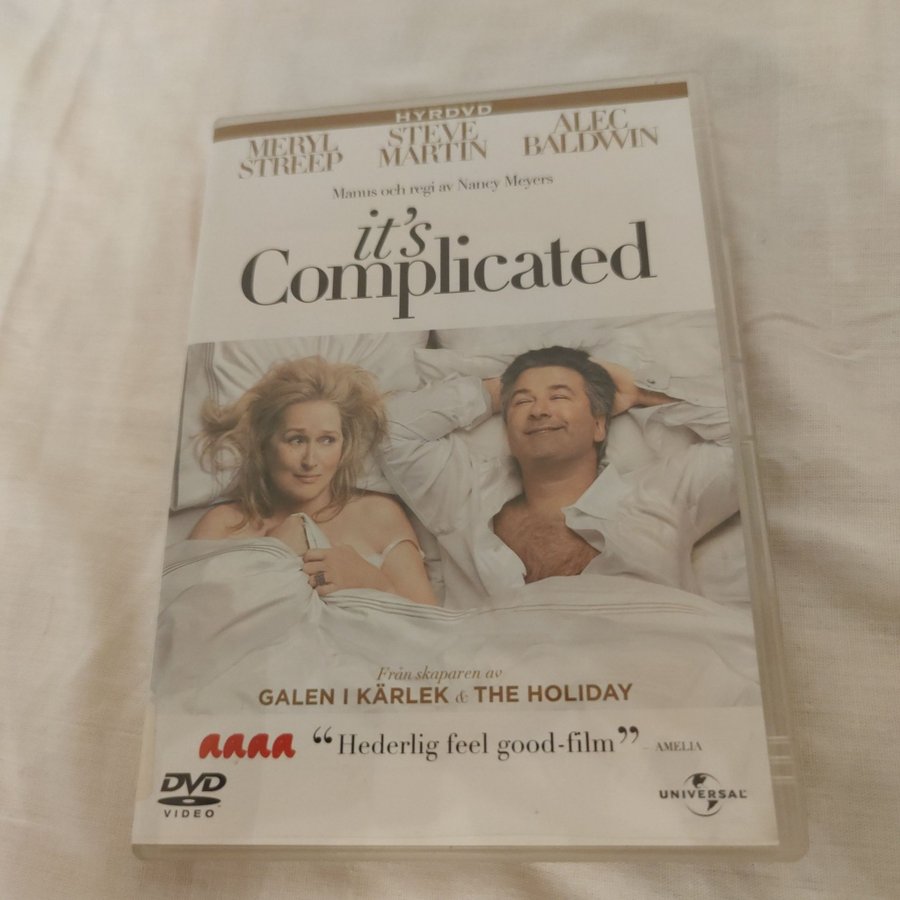 HYRDVD
MERYL STREEP
STEVE MARTIN
ALEC BALDWIN
Manus och regi av Nancy Meyers
it's
Complicated
Från skaparen av
GALEN I KÄRLEK & THE HOLIDAY
aaaa "Hederlig feel good-film" – AMELIA
DVD
VIDEO
UNIVERSAL